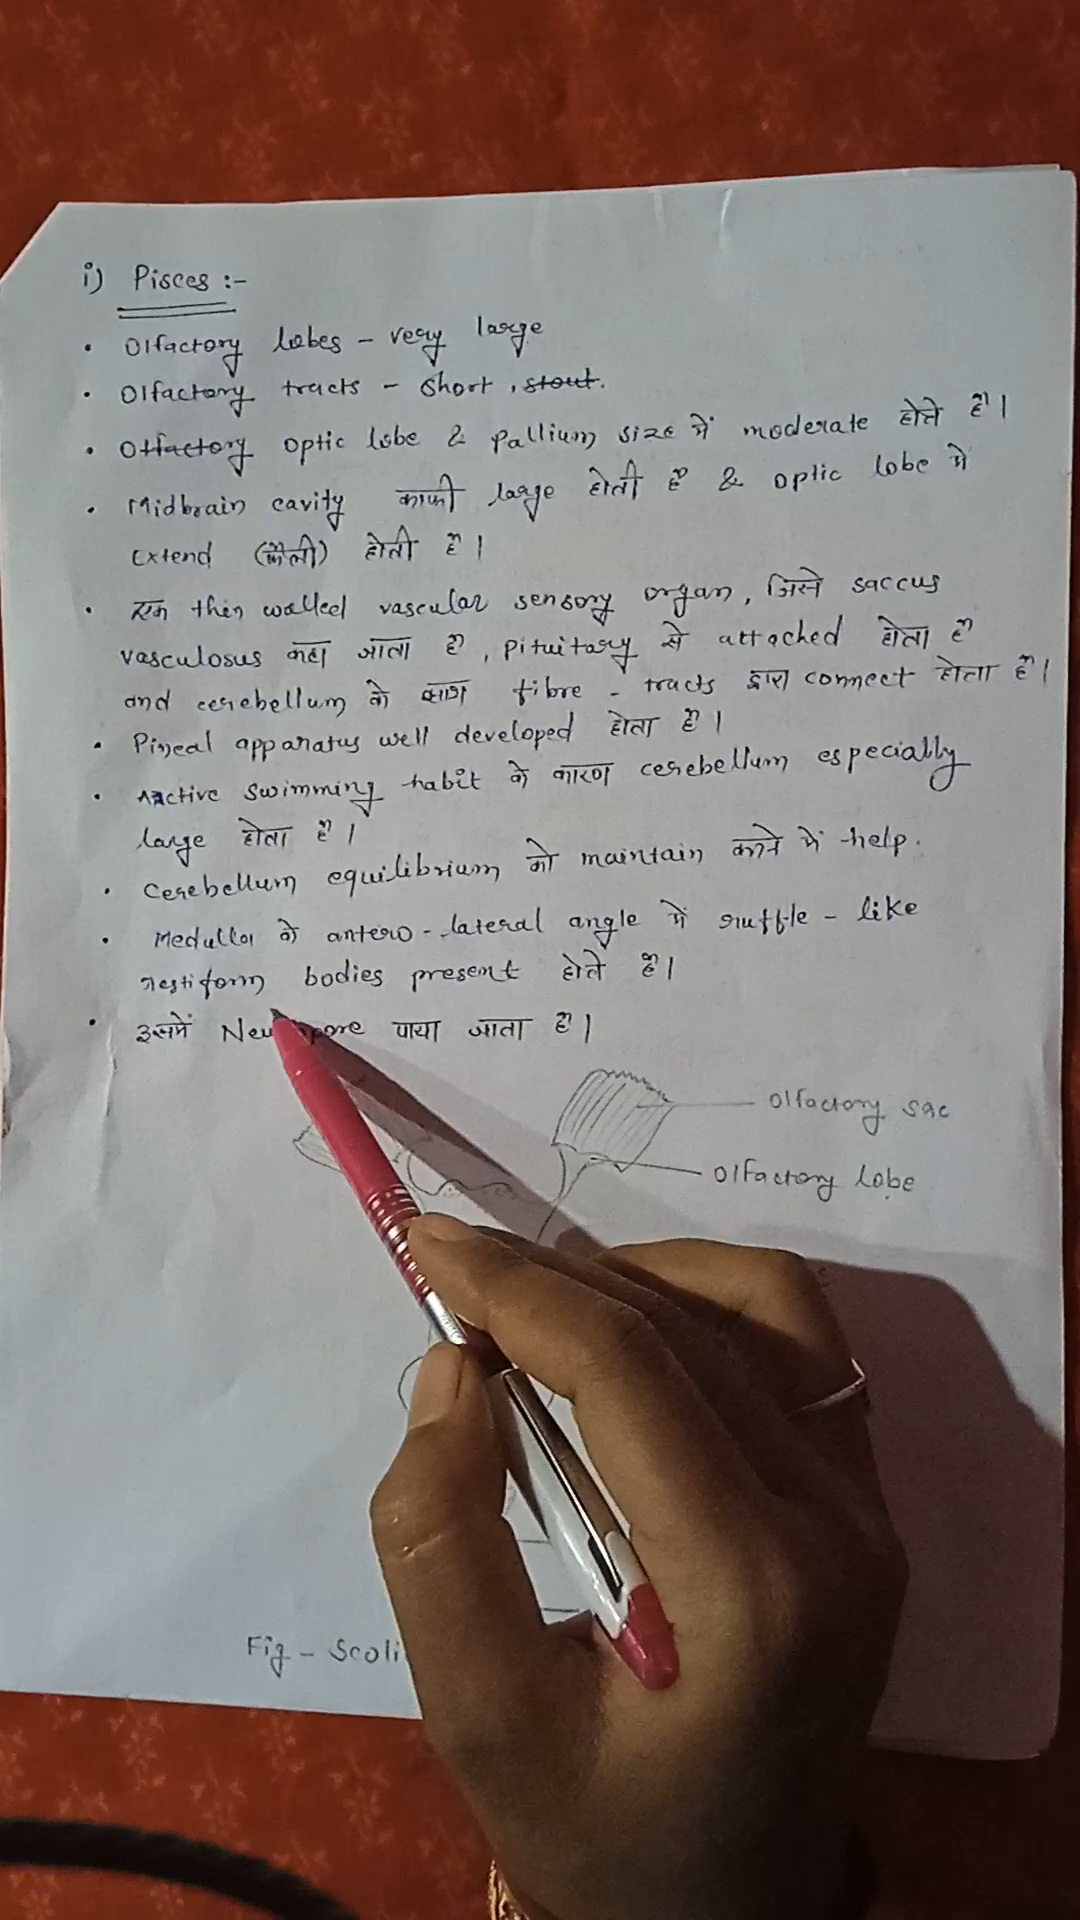 i) Pisces :-
• Olfactory lobes - very large
• Olfactory tracts - short, stout.
• Olfactory optic lobe & Pallium size में moderate होते हैं।
• Midbrain cavity काफी large होती है & optic lobe में
Extend (फैली) होती है।
• एक thin walled vascular sensory organ, जिसे saccus
vasculosus कहा जाता है, Pituitary से attached होता है
and cerebellum के साथ fibre - tracts द्वारा connect होता है।
• Pineal apparatus well developed होता है।
• Active swimming habit के कारण cerebellum especially
large होता है।
• Cerebellum equilibrium को maintain करने में help.
• Medulla के antero-lateral angle में ruffle - like
restiform bodies present होते हैं।
• इसमें पाया जाता है।
Olfactory sac
Olfactory lobe
Fig -